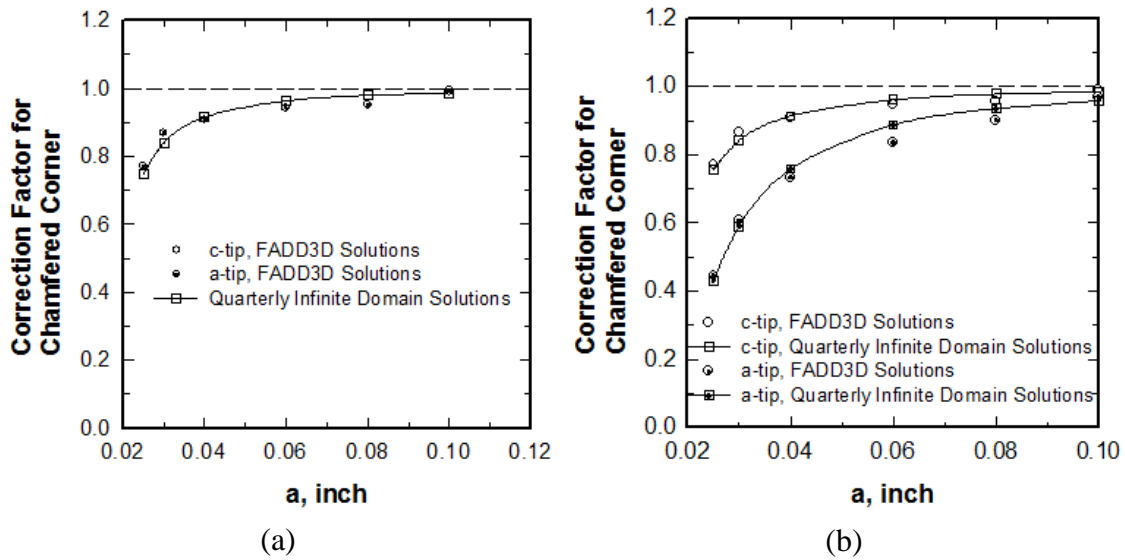 1.2
1.0
0.8
0.6
0.4
0.2
0.0
0.02
0.04
0.06
0.08
0.10
0.12
Correction Factor for
Chamfered Corner
c-tip, FADD3D Solutions
a-tip, FADD3D Solutions
Quarterly Infinite Domain Solutions
a, inch
(a)
1.2
1.0
0.8
0.6
0.4
0.2
0.0
0.02
0.04
0.06
0.08
0.10
Correction Factor for
Chamfered Corner
c-tip, FADD3D Solutions
c-tip, Quarterly Infinite Domain Solutions
a-tip, FADD3D Solutions
a-tip, Quarterly Infinite Domain Solutions
a, inch
(b)